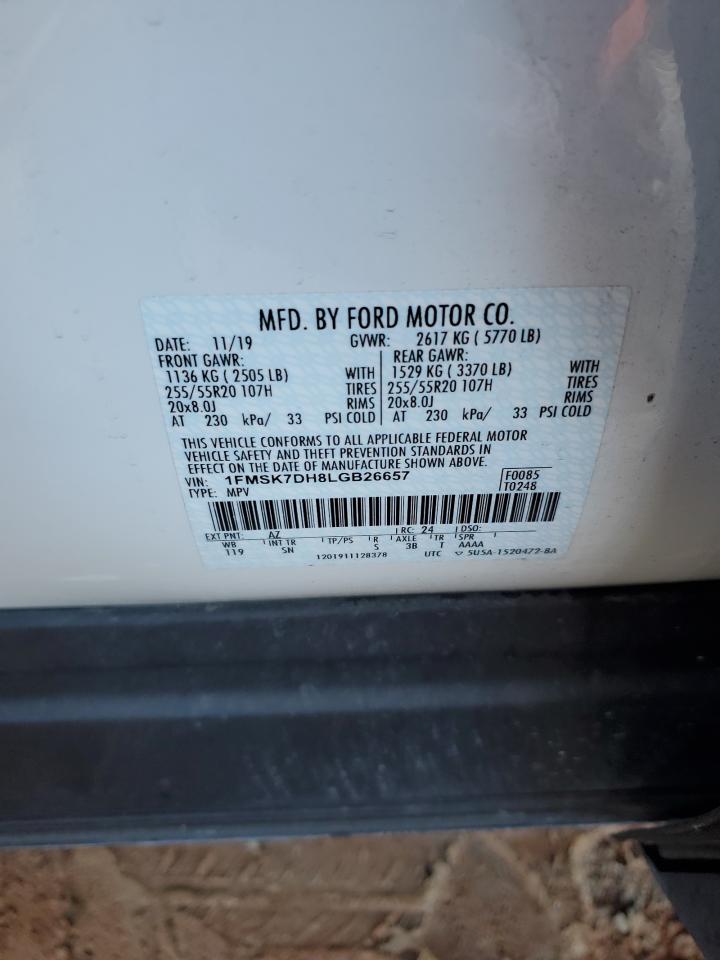 MFD. BY FORD MOTOR CO.
DATE: 11/19 GVWR: 2617 KG ( 5770 LB)
FRONT GAWR: REAR GAWR:
1136 KG ( 2505 LB) WITH 1529 KG ( 3370 LB) WITH
255/55R20 107H TIRES 255/55R20 107H TIRES
20x8.0J RIMS 20x8.0J RIMS
AT 230 kPa/ 33 PSI COLD AT 230 kPa/ 33 PSI COLD
THIS VEHICLE CONFORMS TO ALL APPLICABLE FEDERAL MOTOR
VEHICLE SAFETY AND THEFT PREVENTION STANDARDS IN
EFFECT ON THE DATE OF MANUFACTURE SHOWN ABOVE.
VIN: 1FMSK7DH8LGB26657 F0085
TYPE: MPV T0248
EXT PNT: AZ RC: 24 DSO:
WB INT TR TP/PS R AXLE TR SPR
119 SN S 3B T AAAA
1201911128378 UTC ▽ 5U5A-1520472-BA